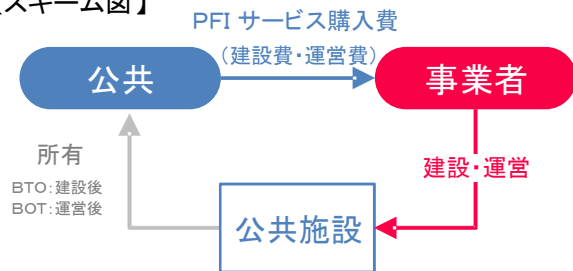 スキーム図】
PFI サービス購入費
(建設費・運営費)
公共
事業者
所有
BTO:建設後
BOT:運営後
建設・運営
公共施設